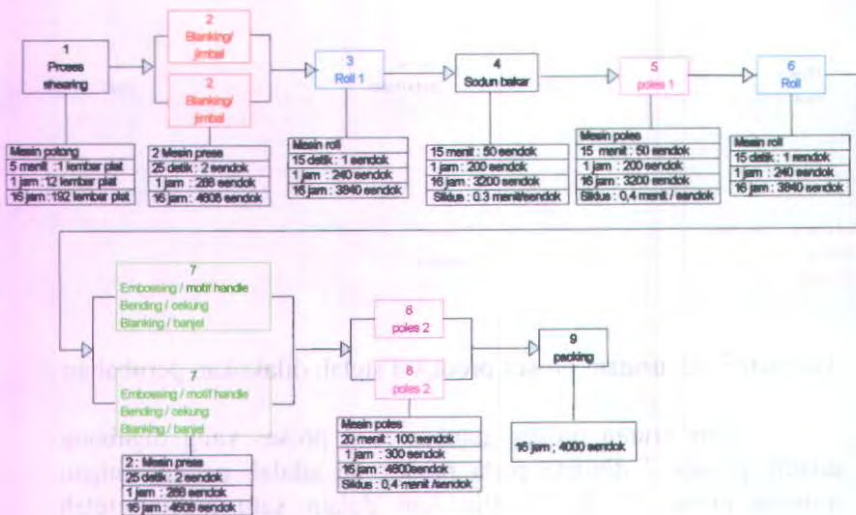 1
Proses
shearing
2
Blanking/
jimbal
2
Blanking/
jimbal
3
Roll 1
4
Sodun bakar
5
poles 1
6
Roll
Mesin potong
5 menit : 1 lembar plat
1 jam : 12 lembar plat
16 jam : 192 lembar plat
2 Mesin press
25 detik : 2 sendok
1 jam : 288 sendok
16 jam : 4608 sendok
Mesin roll
15 detik : 1 sendok
1 jam : 240 sendok
16 jam : 3840 sendok
15 menit : 50 sendok
1 jam : 200 sendok
16 jam : 3200 sendok
Siklus : 0.3 menit/sendok
Mesin poles
15 menit : 50 sendok
1 jam : 200 sendok
16 jam : 3200 sendok
Siklus : 0,4 menit / sendok
Mesin roll
15 detik : 1 sendok
1 jam : 240 sendok
16 jam : 3840 sendok
7
Embossing / motif handle
Bending / cekung
Blanking / banjel
7
Embossing / motif handle
Bending / cekung
Blanking / banjel
8
poles 2
8
poles 2
9
packing
2 : Mesin press
25 detik : 2 sendok
1 jam : 288 sendok
16 jam : 4608 sendok
Mesin poles
20 menit : 100 sendok
1 jam : 300 sendok
16 jam : 4800sendok
Siklus : 0,4 menit /sendok
16 jam ; 4000 sendok